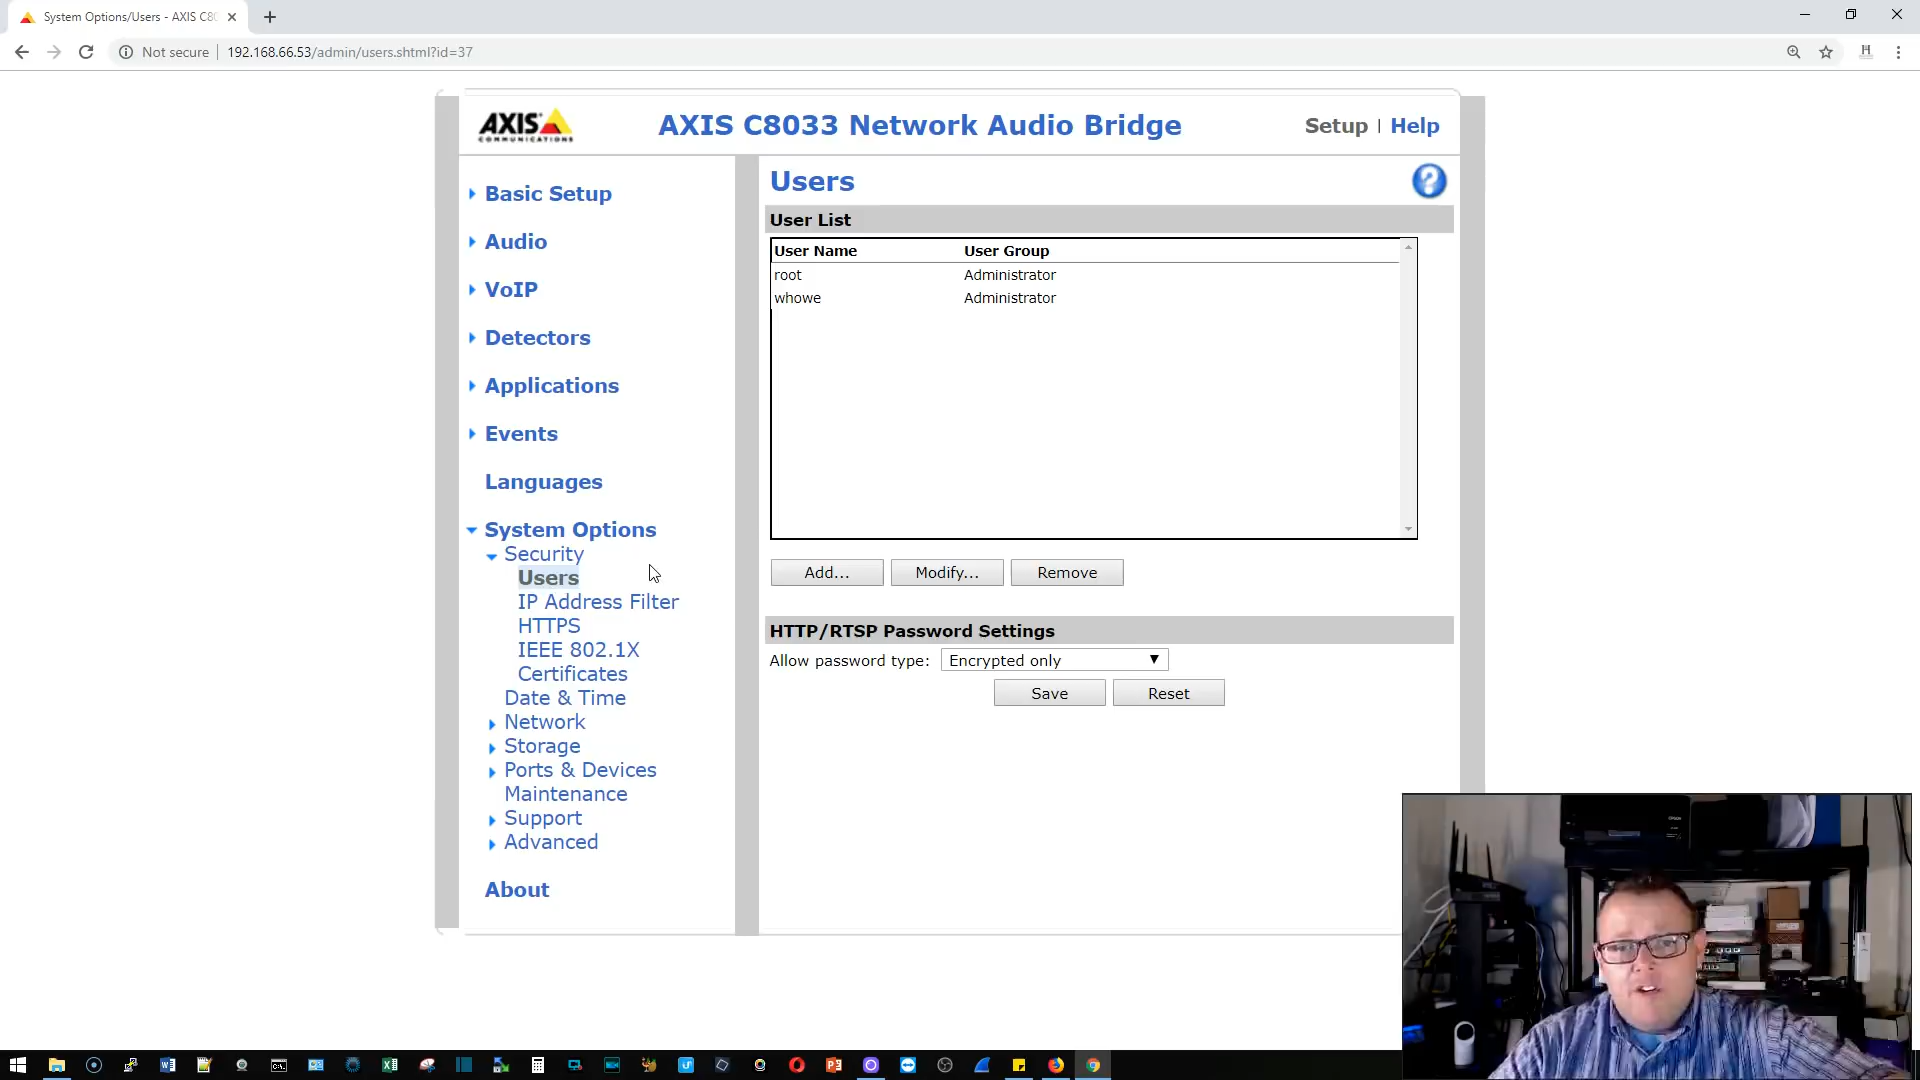 System Options/Users - AXIS C80
Not secure | 192.168.66.53/admin/users.shtml?id=37
AXIS
COMMUNICATIONS
AXIS C8033 Network Audio Bridge
Setup | Help
Basic Setup
Audio
VoIP
Detectors
Applications
Events
Languages
System Options
Security
Users
IP Address Filter
HTTPS
IEEE 802.1X
Certificates
Date & Time
Network
Storage
Ports & Devices
Maintenance
Support
Advanced
About
Users
User List
User Name User Group
root Administrator
whowe Administrator
Add... Modify... Remove
HTTP/RTSP Password Settings
Allow password type: Encrypted only
Save Reset
EPSON